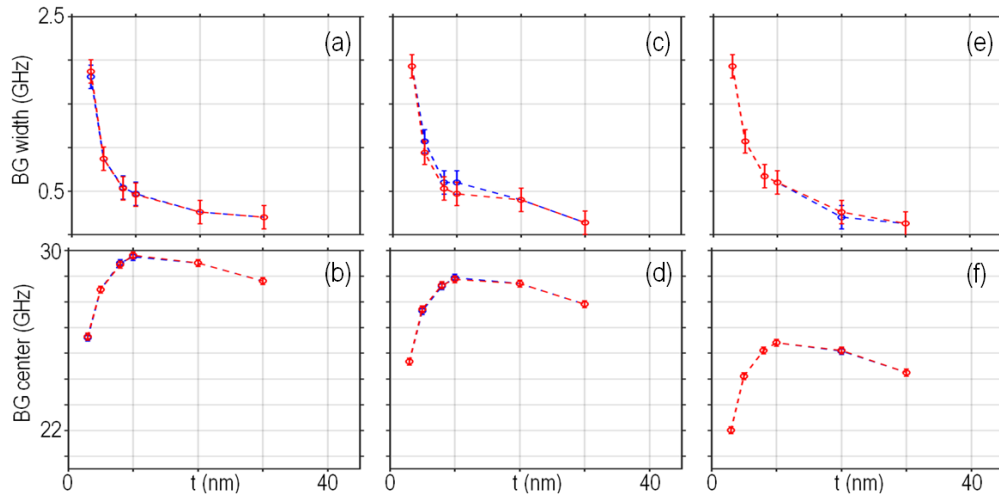 2.5
(a)
(c)
(e)
BG width (GHz)
0.5
30
(b)
(d)
(f)
BG center (GHz)
22
0
t (nm)
40
0
t (nm)
40
0
t (nm)
40